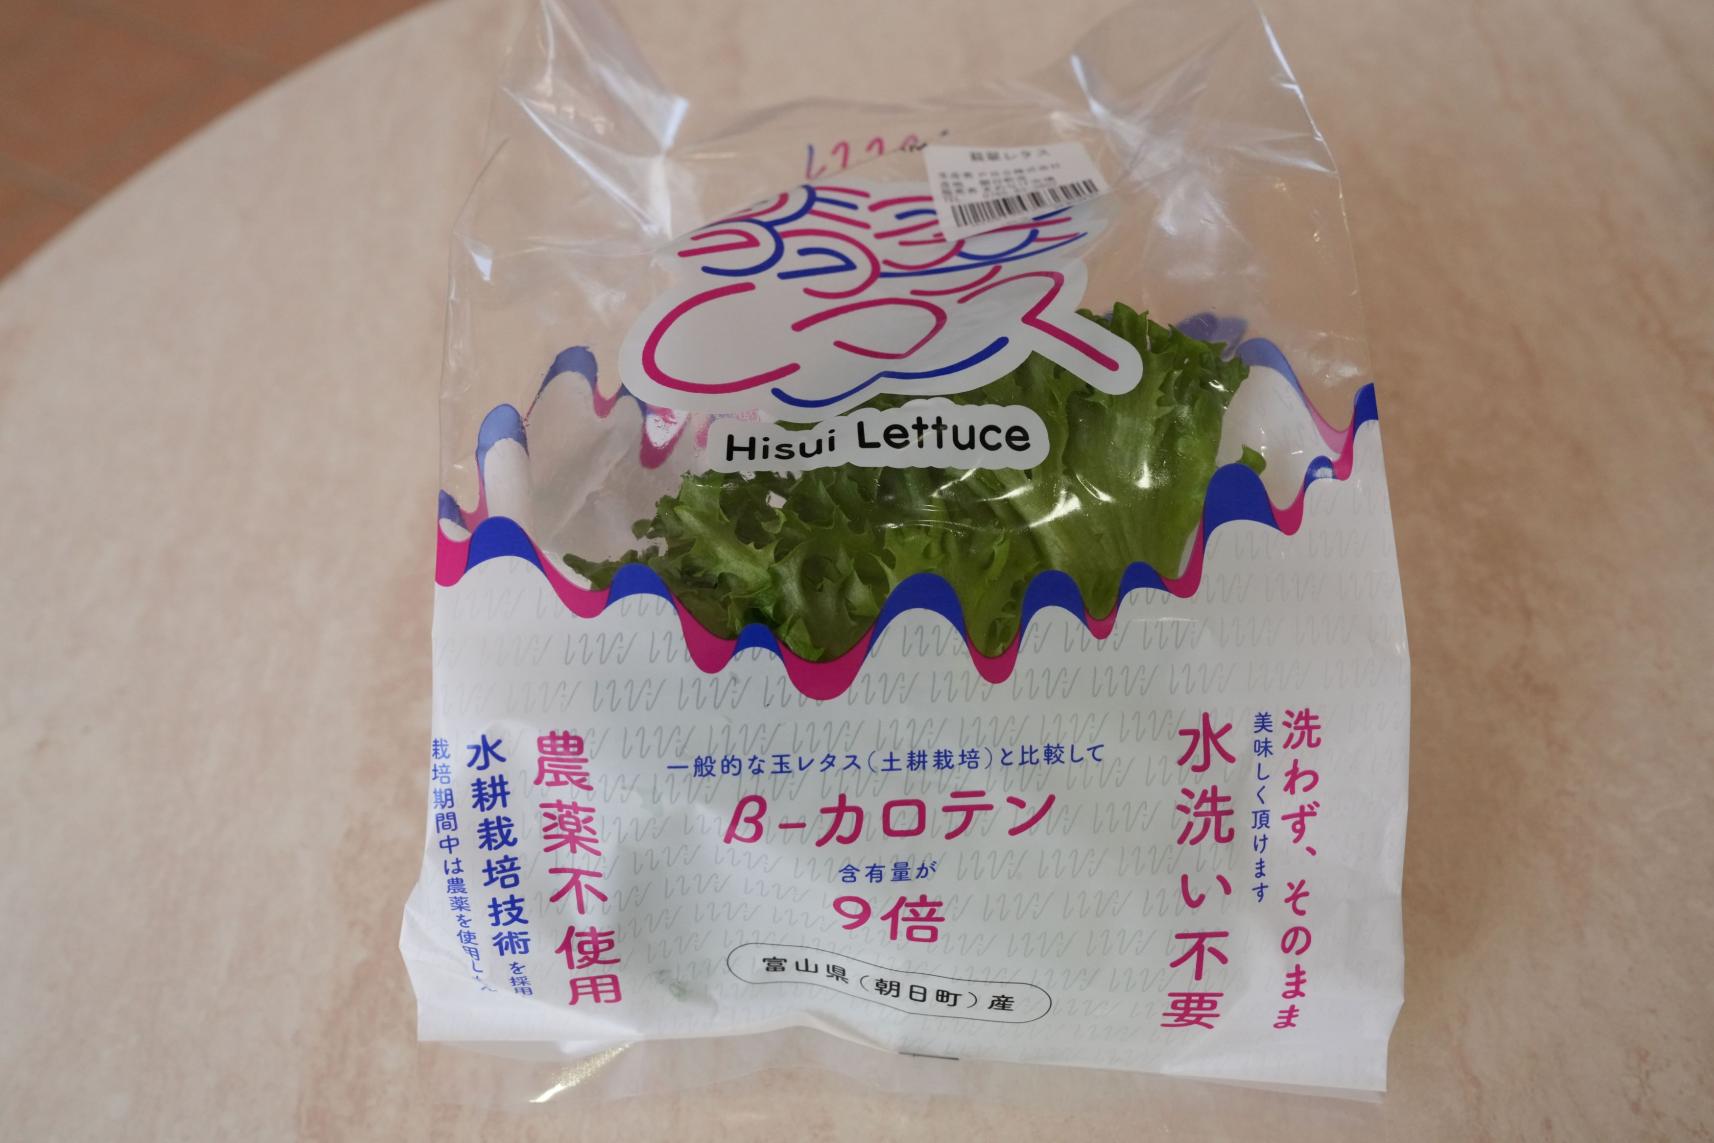 翡翠レタス
Hisui Lettuce
洗わず、そのまま
美味しく頂けます
水洗い不要
一般的な玉レタス(土耕栽培)と比較して
β-カロテン
含有量が
9倍
富山県(朝日町)産
農薬不使用
水耕栽培技術を採用
栽培期間中は農薬を使用し